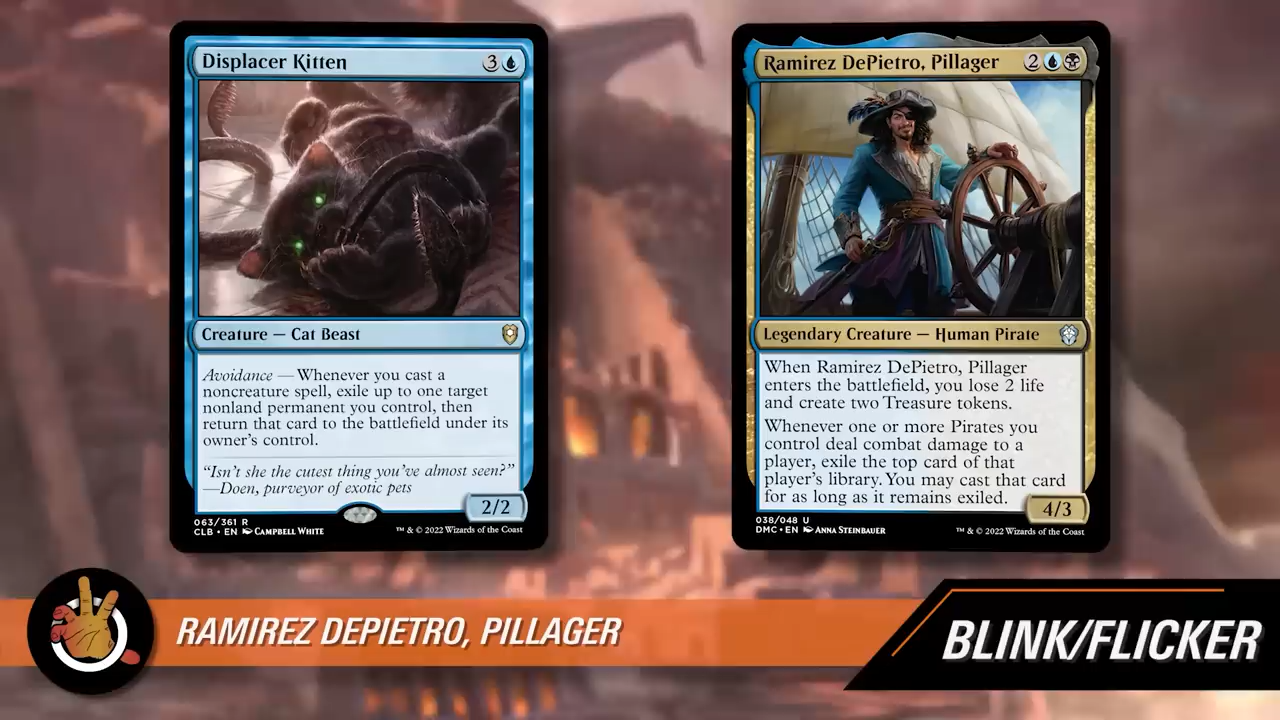 Displacer Kitten
3
Creature — Cat Beast
Avoidance — Whenever you cast a
noncreature spell, exile up to one target
nonland permanent you control, then
return that card to the battlefield under its
owner's control.
“Isn't she the cutest thing you've almost seen?”
—Doen, purveyor of exotic pets
2/2
063/361 R
CLB • EN CAMPBELL WHITE
™ & © 2022 Wizards of the Coast
Ramirez DePietro, Pillager
2
Legendary Creature — Human Pirate
When Ramirez DePietro, Pillager
enters the battlefield, you lose 2 life
and create two Treasure tokens.
Whenever one or more Pirates you
control deal combat damage to a
player, exile the top card of that
player's library. You may cast that card
for as long as it remains exiled.
4/3
038/048 U
DMC • EN ANNA STEINBAUER
™ & © 2022 Wizards of the Coast
RAMIREZ DEPIETRO, PILLAGER
BLINK/FLICKER